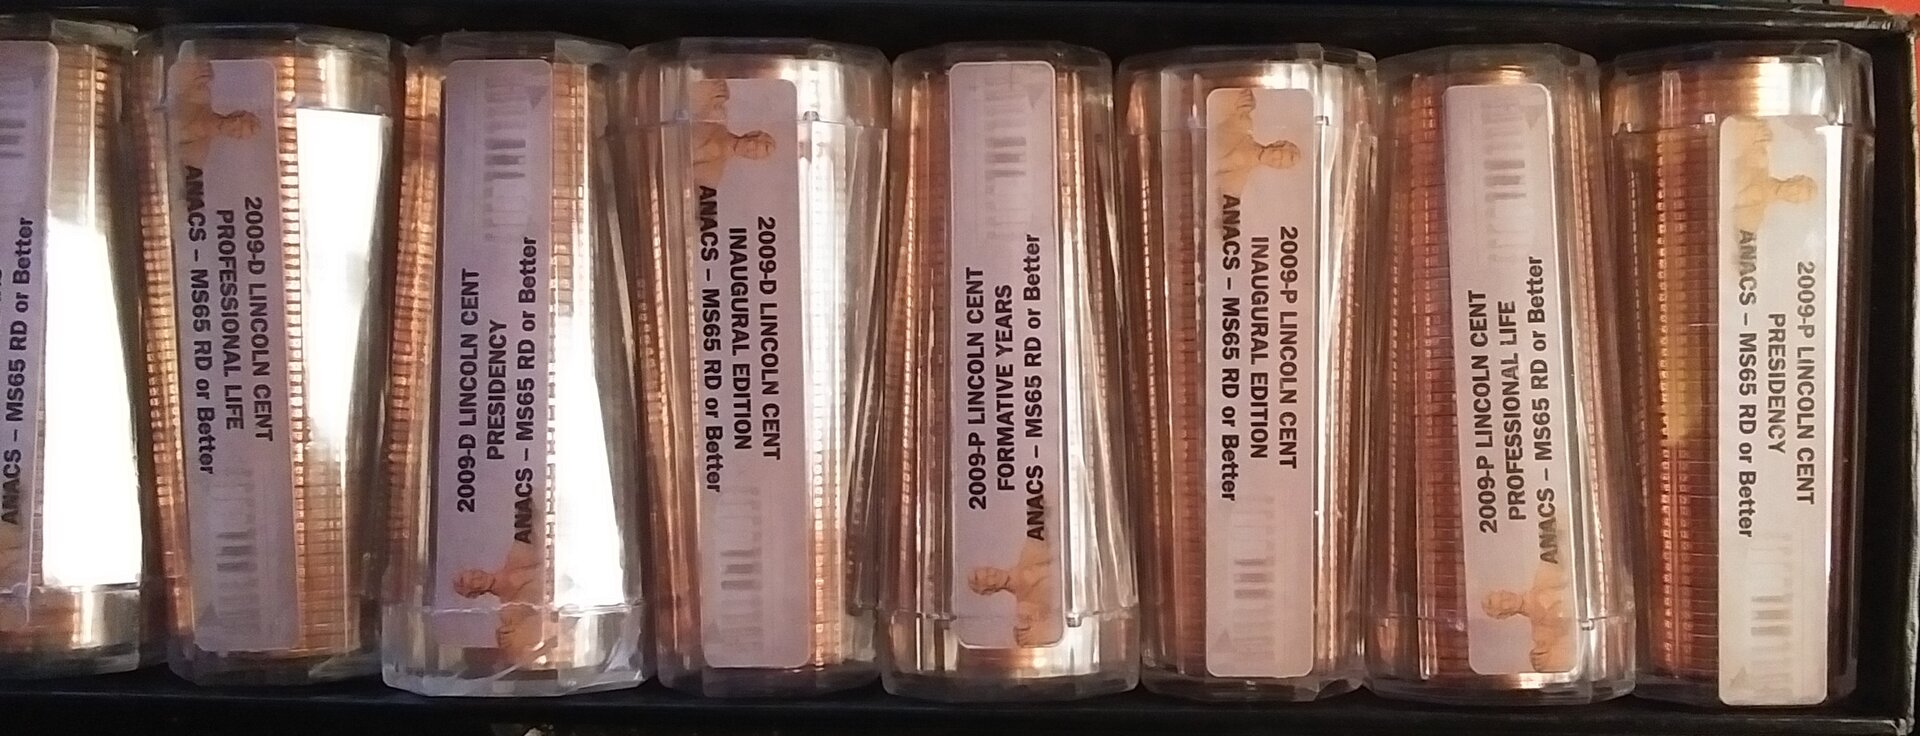 ANACS – MS65 RD or Better
2009-D LINCOLN CENT
PROFESSIONAL LIFE
ANACS – MS65 RD or Better
2009-D LINCOLN CENT
PRESIDENCY
ANACS – MS65 RD or Better
2009-D LINCOLN CENT
INAUGURAL EDITION
ANACS – MS65 RD or Better
2009-P LINCOLN CENT
FORMATIVE YEARS
ANACS – MS65 RD or Better
2009-P LINCOLN CENT
INAUGURAL EDITION
ANACS – MS65 RD or Better
2009-P LINCOLN CENT
PROFESSIONAL LIFE
ANACS – MS65 RD or Better
2009-P LINCOLN CENT
PRESIDENCY
ANACS – MS65 RD or Better